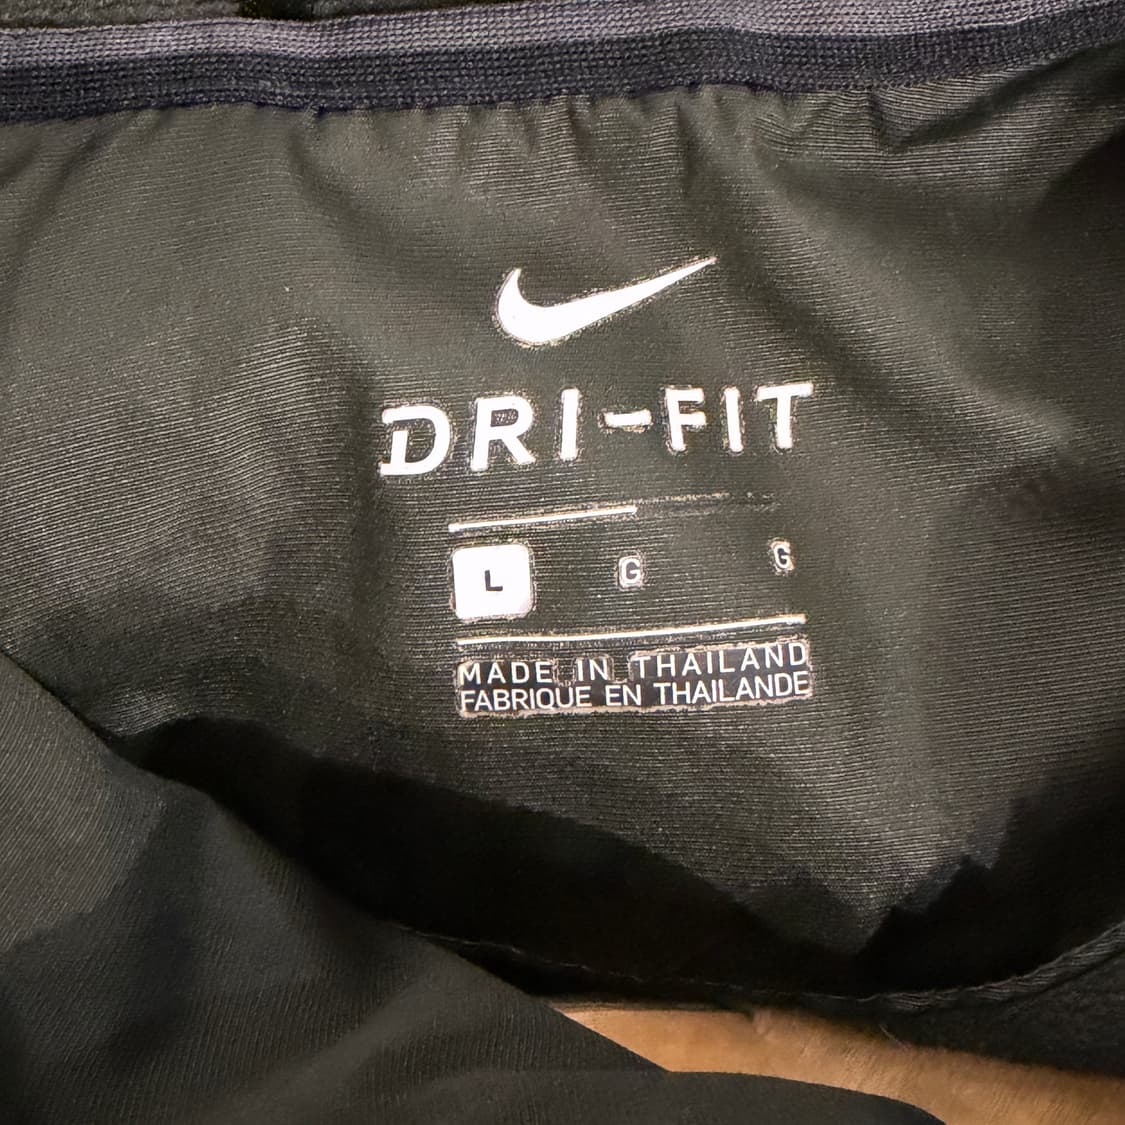 DRI-FIT
L G G
MADE IN THAILAND
FABRIQUE EN THAILANDE